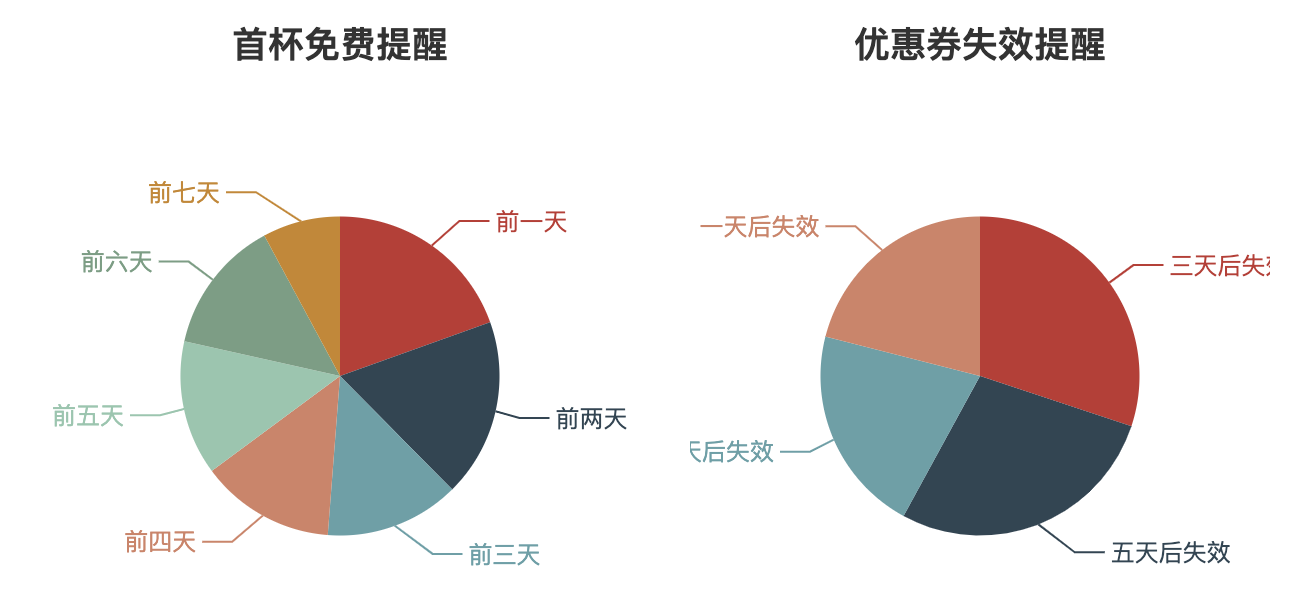 首杯免费提醒
前七天
前一天
前六天
前两天
前五天
前四天
前三天
优惠券失效提醒
一天后失效
三天后失
天后失效
五天后失效